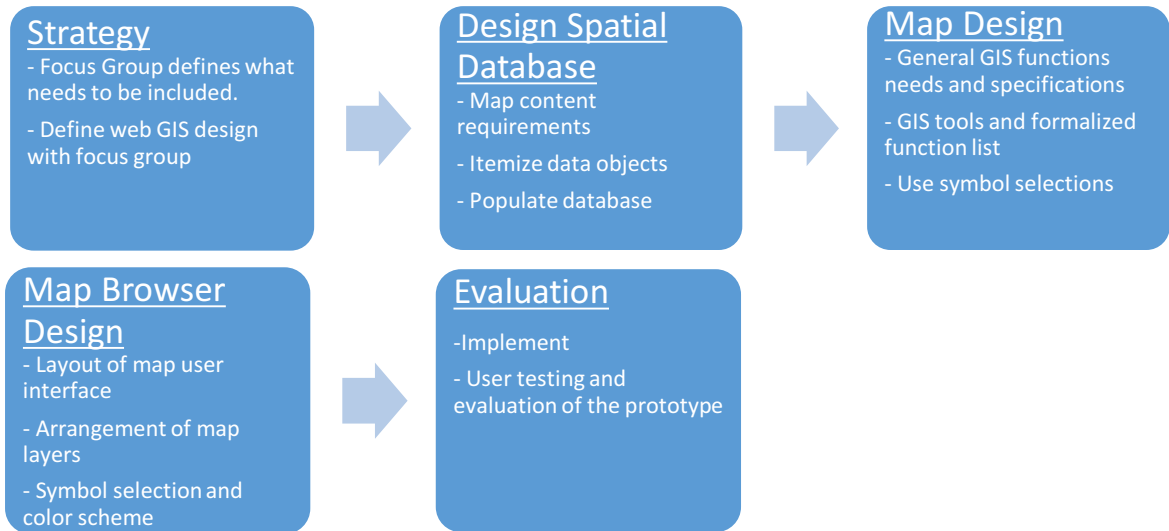 Strategy
- Focus Group defines what
needs to be included.
- Define web GIS design
with focus group
Design Spatial
Database
- Map content
requirements
- Itemize data objects
- Populate database
Map Design
- General GIS functions
needs and specifications
- GIS tools and formalized
function list
- Use symbol selections
Map Browser
Design
- Layout of map user
interface
- Arrangement of map
layers
- Symbol selection and
color scheme
Evaluation
-Implement
- User testing and
evaluation of the prototype